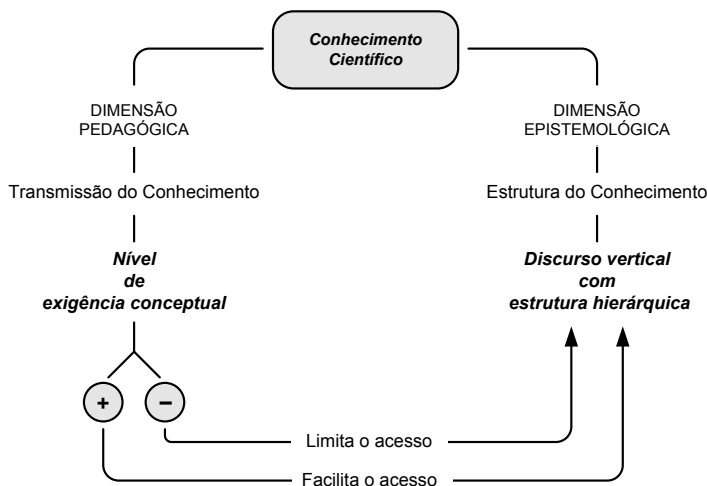 Conhecimento
Científico
DIMENSÃO
PEDAGÓGICA
DIMENSÃO
EPISTEMOLÓGICA
Transmissão do Conhecimento
Estrutura do Conhecimento
Nível
de
exigência conceptual
Discurso vertical
com
estrutura hierárquica
+
−
Limita o acesso
Facilita o acesso